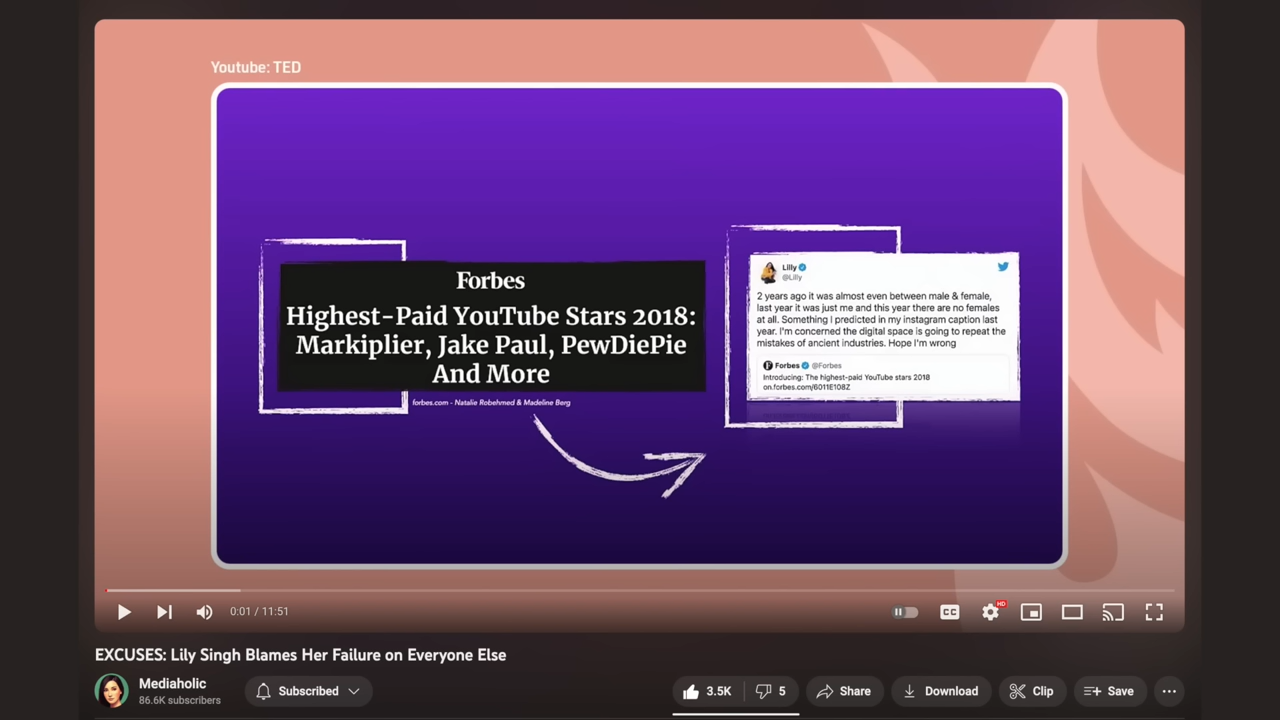 Youtube: TED
Forbes
Highest-Paid YouTube Stars 2018:
Markiplier, Jake Paul, PewDiePie
And More
forbes.com - Natalie Robehmed & Madeline Berg
Lilly
@Lilly
2 years ago it was almost even between male & female,
last year it was just me and this year there are no females
at all. Something I predicted in my instagram caption last
year. I'm concerned the digital space is going to repeat the
mistakes of ancient industries. Hope I'm wrong
Forbes @Forbes
Introducing: The highest-paid YouTube stars 2018
on.forbes.com/6011E108Z
0:01 / 11:51
CC
HD
EXCUSES: Lily Singh Blames Her Failure on Everyone Else
Mediaholic
86.6K subscribers
Subscribed
3.5K
5
Share
Download
Clip
Save